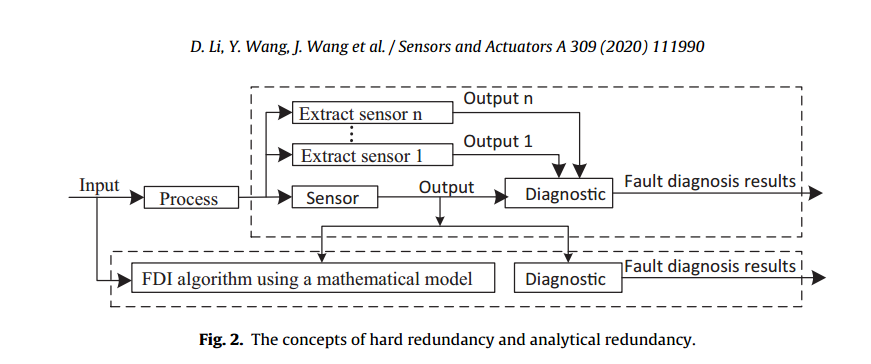 D. Li, Y. Wang, J. Wang et al. / Sensors and Actuators A 309 (2020) 111990
Output n
Extract sensor n
Output 1
Extract sensor 1
Input
Process
Sensor
Output
Diagnostic
Fault diagnosis results
FDI algorithm using a mathematical model
Diagnostic
Fault diagnosis results
Fig. 2. The concepts of hard redundancy and analytical redundancy.